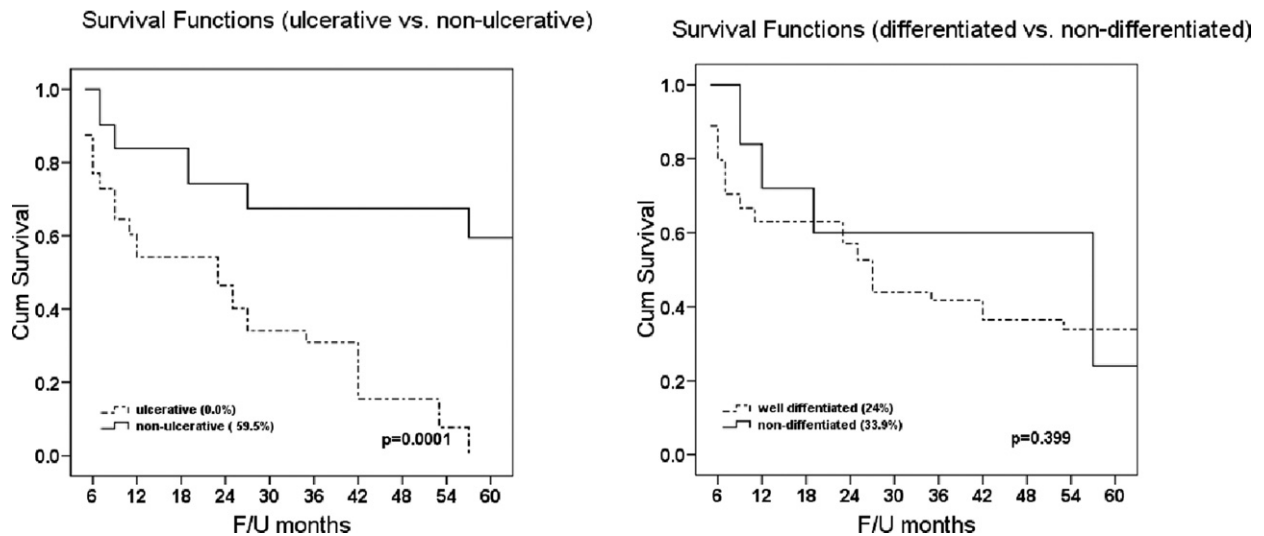 Survival Functions (ulcerative vs. non-ulcerative)
Cum Survival
1.0
0.8
0.6
0.4
0.2
0.0
ulcerative (0.0%)
non-ulcerative ( 59.5%)
p=0.0001
6 12 18 24 30 36 42 48 54 60
F/U months
Survival Functions (differentiated vs. non-differentiated)
Cum Survival
1.0
0.8
0.6
0.4
0.2
0.0
well diffentiated (24%)
non-diffentiated (33.9%)
p=0.399
6 12 18 24 30 36 42 48 54 60
F/U months